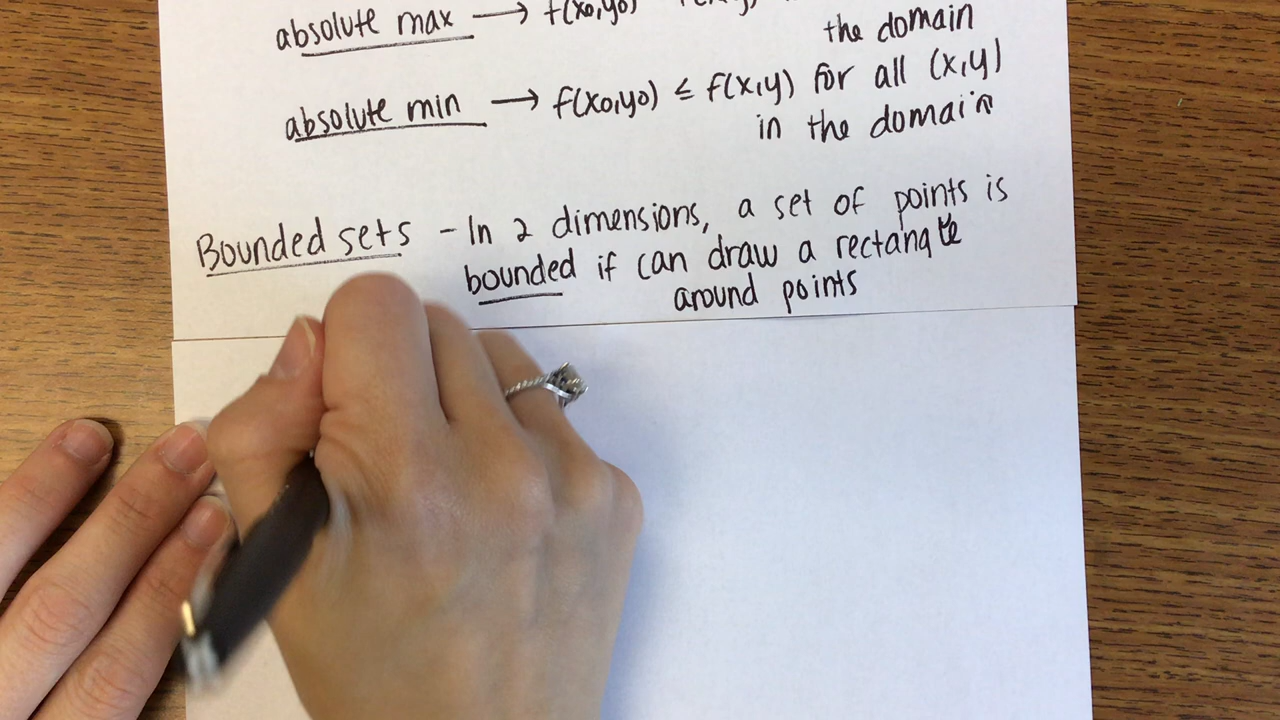 absolute max → f(x₀,y₀)
the domain
absolute min → f(x₀,y₀) ≤ f(x,y) for all (x,y)
in the domain
Bounded sets - In 2 dimensions, a set of points is
bounded if can draw a rectangle
around points